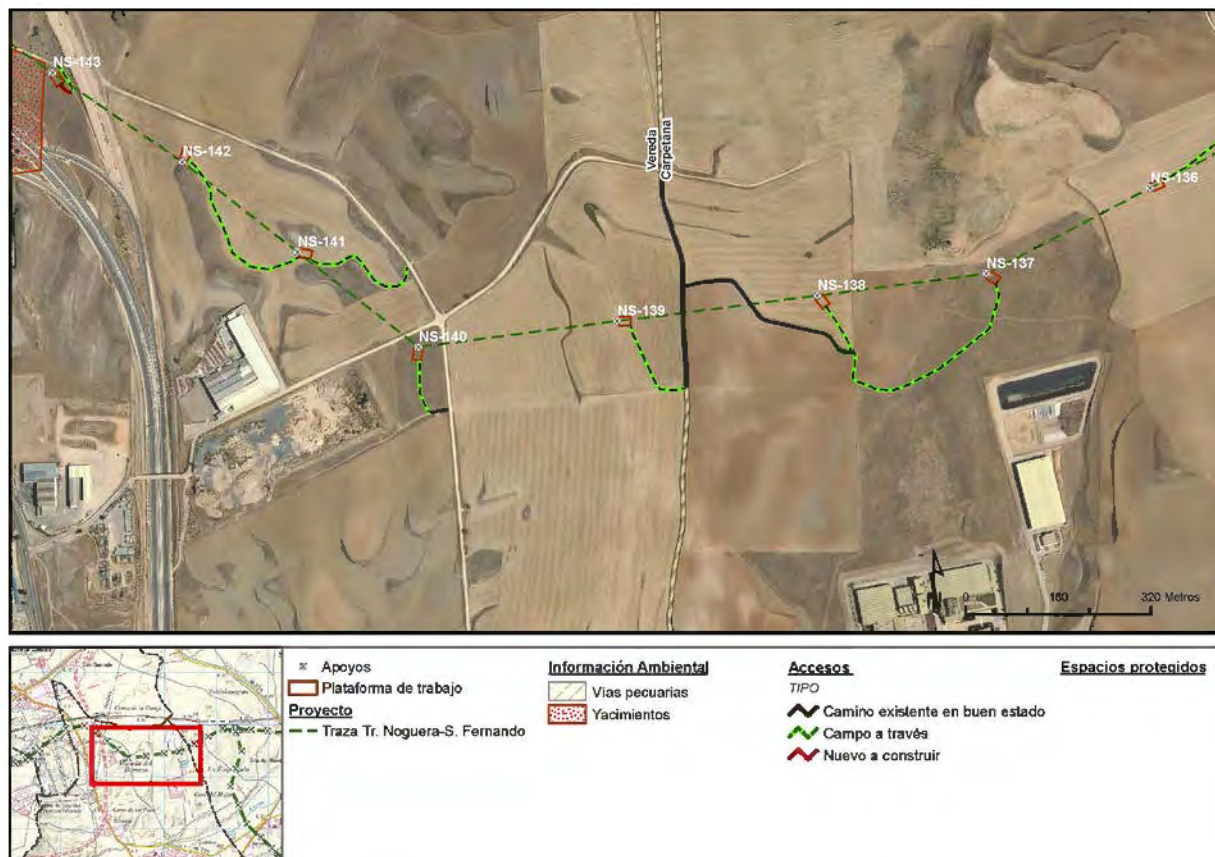 NS-143
NS-142
NS-141
NS-140
NS-139
Vereda
Carpetana
NS-138
NS-137
NS-136
0 160 320 Metros
Apoyos
Plataforma de trabajo
Proyecto
Traza Tr. Noguera-S. Fernando
Información Ambiental
Vias pecuarias
Yacimientos
Accesos
TIPO
Camino existente en buen estado
Campo a través
Nuevo a construir
Espacios protegidos